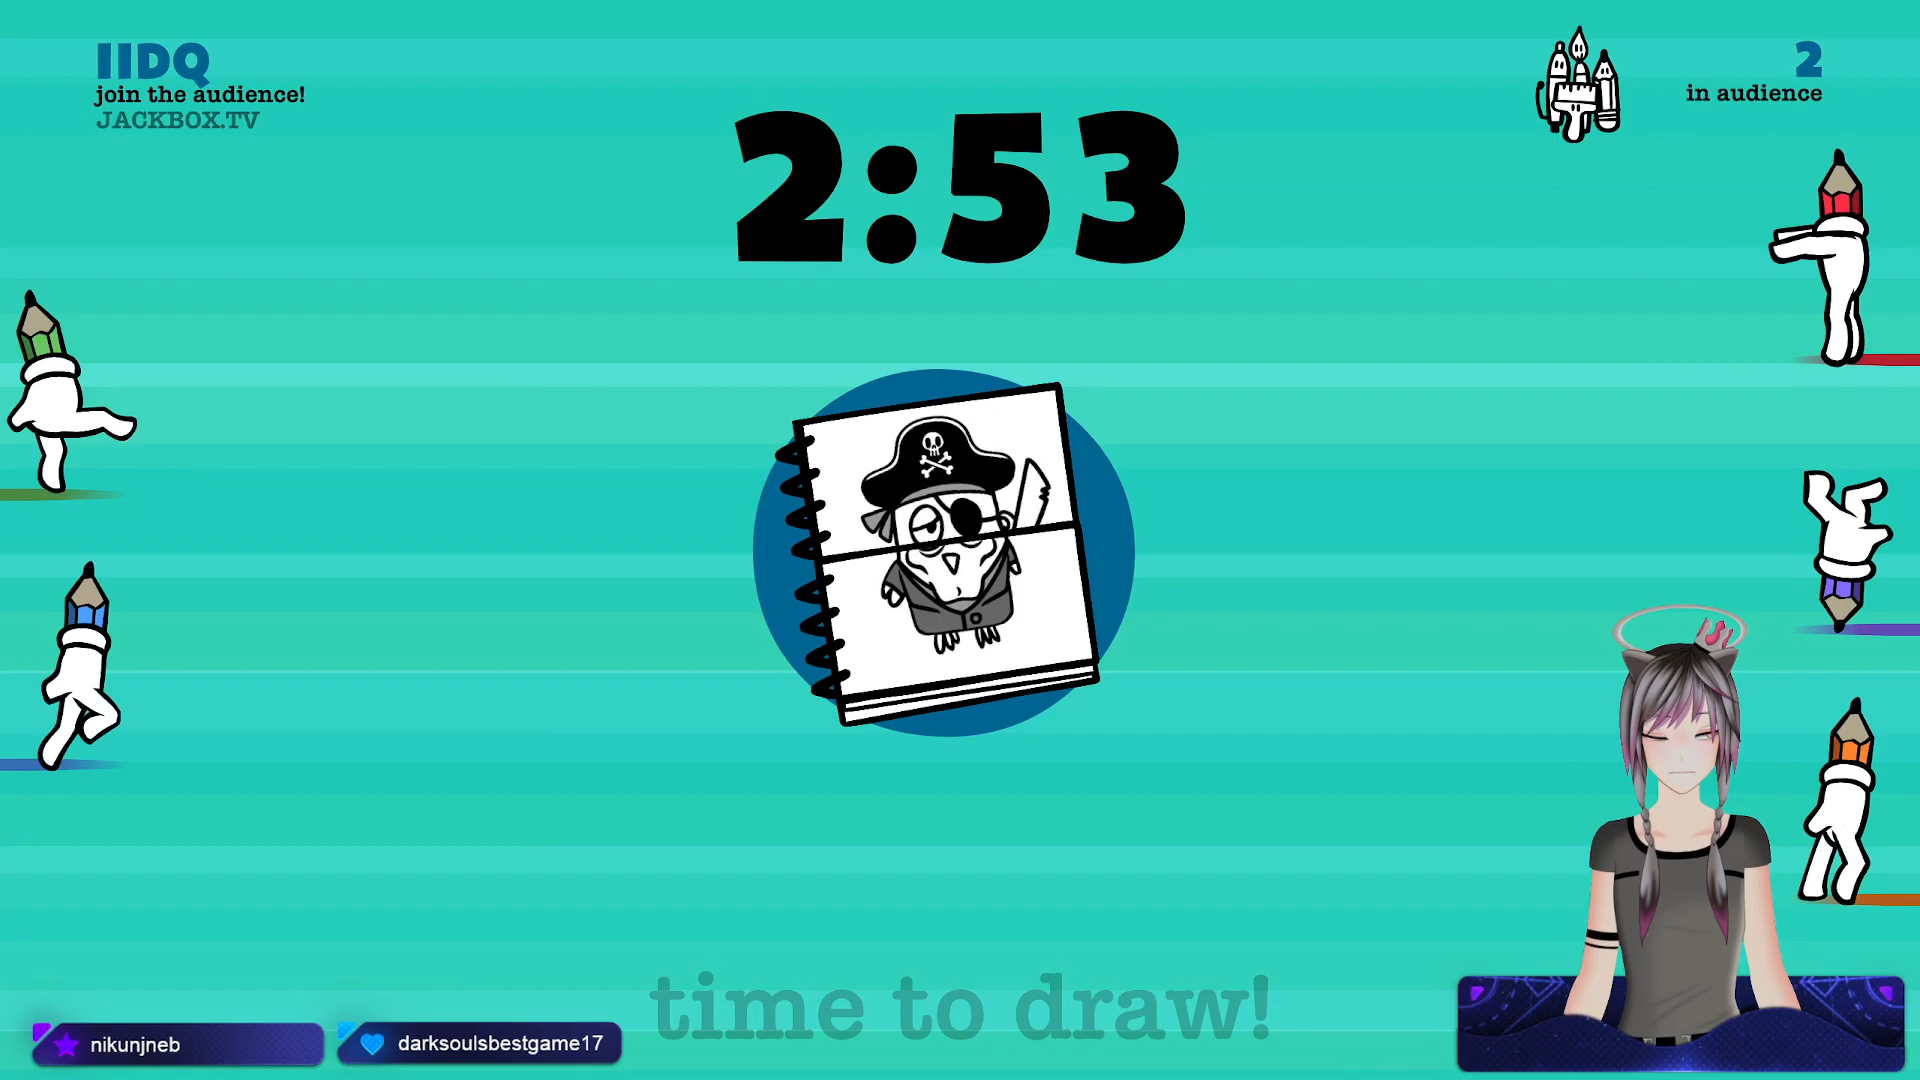 IIDQ
join the audience!
JACKBOX.TV
2
in audience
2:53
time to draw!
nikunjneb
darksoulsbestgame17